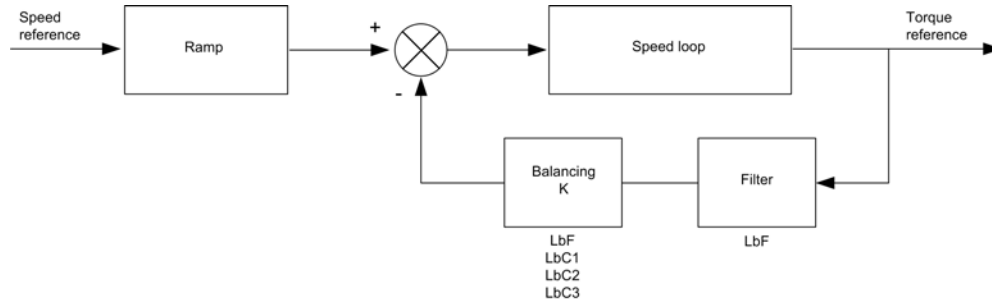 Speed
reference
Ramp
+
-
Speed loop
Torque
reference
Balancing
K
Filter
LbF
LbC1
LbC2
LbC3
LbF